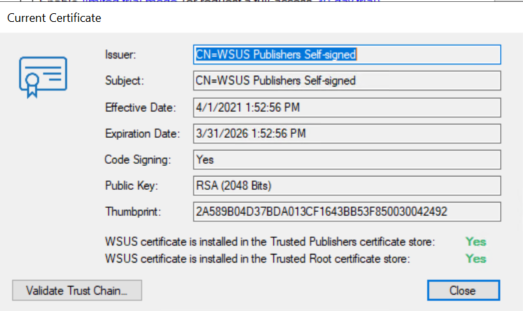 Current Certificate
Issuer: CN=WSUS Publishers Self-signed
Subject: CN=WSUS Publishers Self-signed
Effective Date: 4/1/2021 1:52:56 PM
Expiration Date: 3/31/2026 1:52:56 PM
Code Signing: Yes
Public Key: RSA (2048 Bits)
Thumbprint: 2A589B04D37BDA013CF1643BB53F850030042492
WSUS certificate is installed in the Trusted Publishers certificate store: Yes
WSUS certificate is installed in the Trusted Root certificate store: Yes
Validate Trust Chain... Close